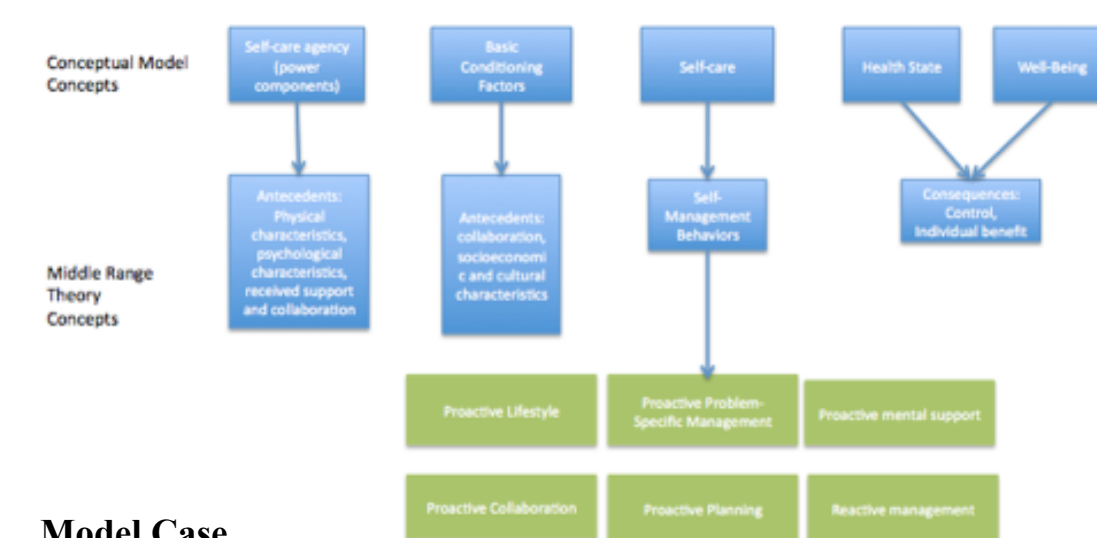 Conceptual Model
Concepts
Self-care agency
(power
components)
Basic
Conditioning
Factors
Self-care
Health State
Well-Being
Antecedents:
Physical
characteristics,
psychological
characteristics,
received support
and collaboration
Antecedents:
collaboration,
socioeconomi
c and cultural
characteristics
Self-
Management
Behaviors
Consequences:
Control,
Individual benefit
Middle Range
Theory
Concepts
Proactive Lifestyle
Proactive Problem-
Specific Management
Proactive mental support
Proactive Collaboration
Proactive Planning
Reactive management
Model Case